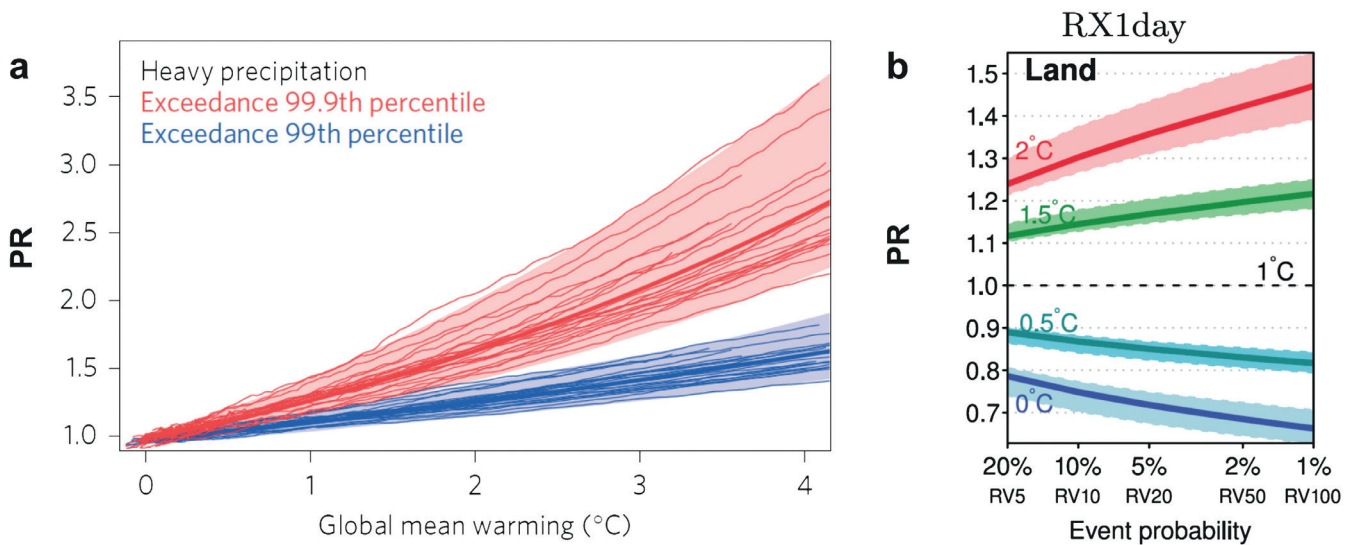 a
Heavy precipitation
Exceedance 99.9th percentile
Exceedance 99th percentile
PR
3.5
3.0
2.5
2.0
1.5
1.0
0 1 2 3 4
Global mean warming (°C)
RX1day
b
Land
PR
1.5
1.4
1.3
1.2
1.1
1.0
0.9
0.8
0.7
2°C
1.5°C
1°C
0.5°C
0°C
20% 10% 5% 2% 1%
RV5 RV10 RV20 RV50 RV100
Event probability